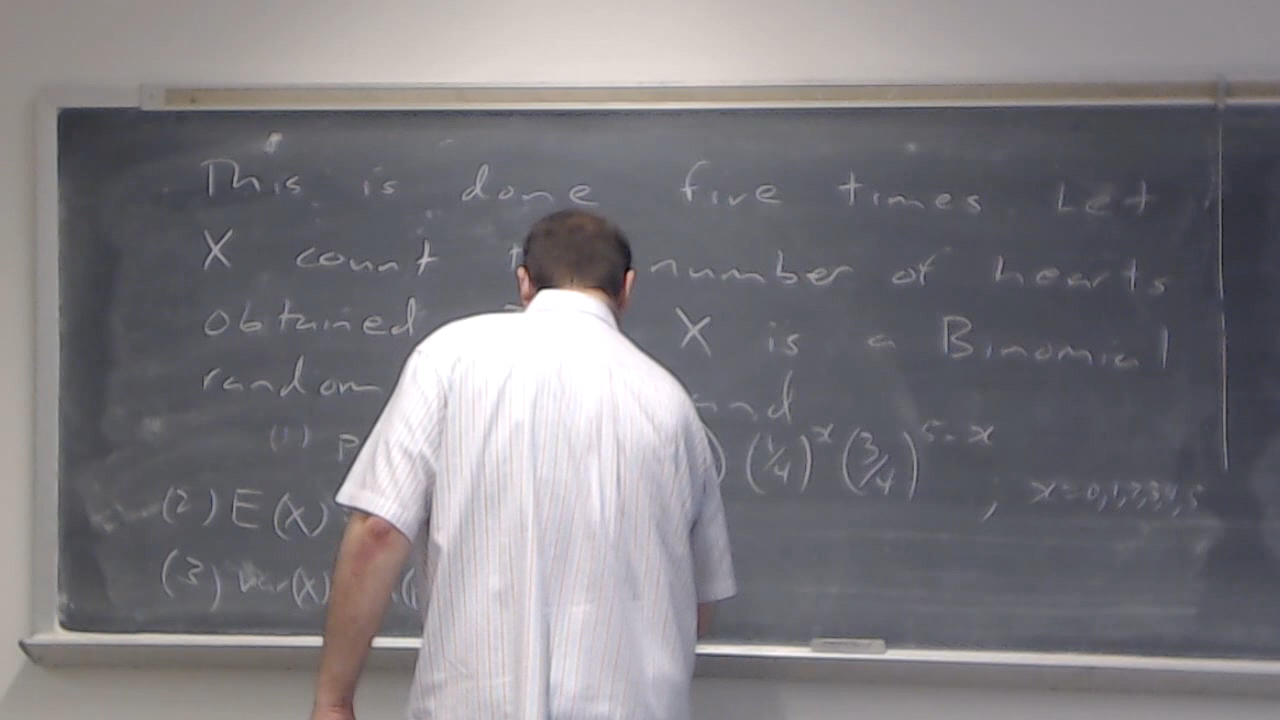 This is done five times Let
X count number of hearts
obtained X is a Binomial
random and
(1) P ) (1/4)^x (3/4)^5-x , x=0,1,2,3,4,5
(2) E(X)
(3) Var(X)